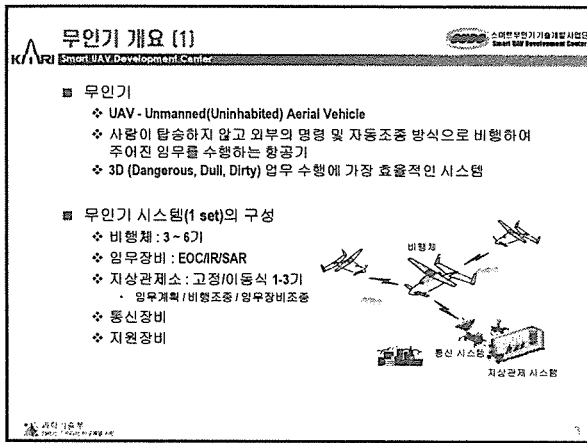 무인기 개요 (1)
스마트무인기기술개발사업단
Smart UAV Development Center
KARI Smart UAV Development Center
무인기
UAV - Unmanned(Uninhabited) Aerial Vehicle
사람이 탑승하지 않고 외부의 명령 및 자동조종 방식으로 비행하여
주어진 임무를 수행하는 항공기
3D (Dangerous, Dull, Dirty) 업무 수행에 가장 효율적인 시스템
무인기 시스템(1 set)의 구성
비행체 : 3 ~ 6기
임무장비 : EOC/IR/SAR
지상관제소 : 고정/이동식 1-3기
· 임무계획 / 비행조종 / 임무장비조종
통신장비
지원장비
비행체
통신 시스템
지상관제 시스템
과학기술부
3